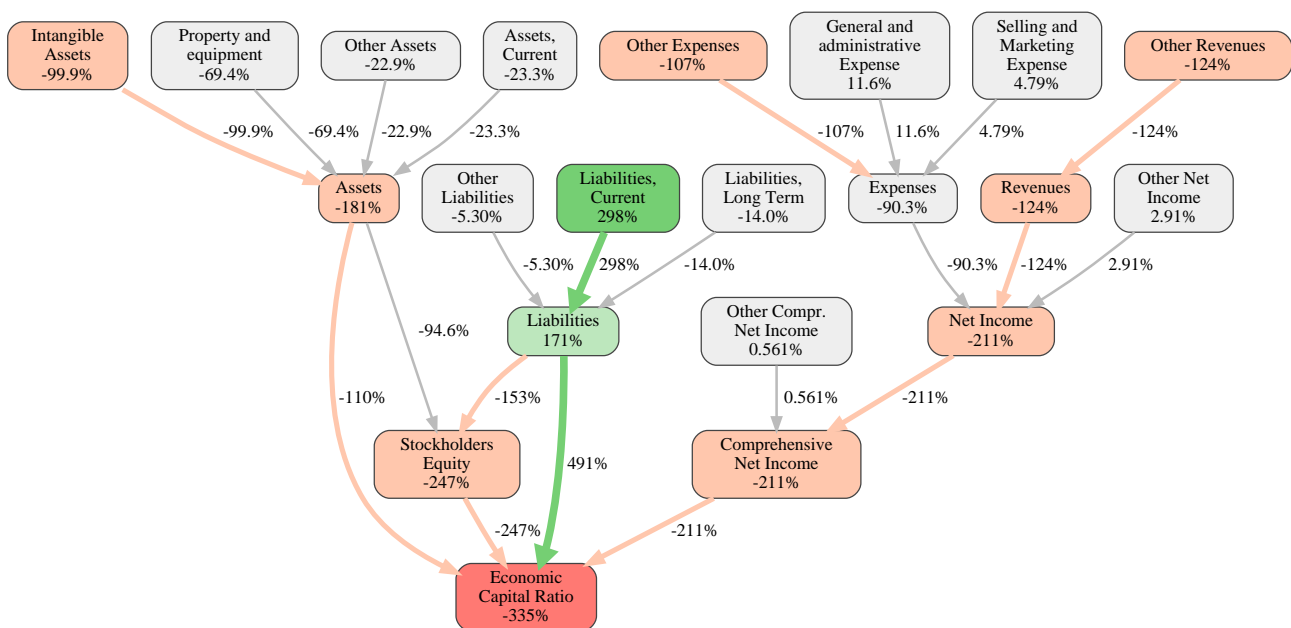 Intangible
Assets
-99.9%
Property and
equipment
-69.4%
Other Assets
-22.9%
Assets,
Current
-23.3%
Other Expenses
-107%
General and
administrative
Expense
11.6%
Selling and
Marketing
Expense
4.79%
Other Revenues
-124%
-99.9%
-69.4%
-22.9%
-23.3%
-107%
11.6%
4.79%
-124%
Assets
-181%
Other
Liabilities
-5.30%
Liabilities,
Current
298%
Liabilities,
Long Term
-14.0%
Expenses
-90.3%
Revenues
-124%
Other Net
Income
2.91%
-5.30%
298%
-14.0%
-90.3%
-124%
2.91%
Liabilities
171%
Other Compr.
Net Income
0.561%
Net Income
-211%
-94.6%
-110%
-153%
0.561%
-211%
Stockholders
Equity
-247%
491%
Comprehensive
Net Income
-211%
-247%
-211%
Economic
Capital Ratio
-335%